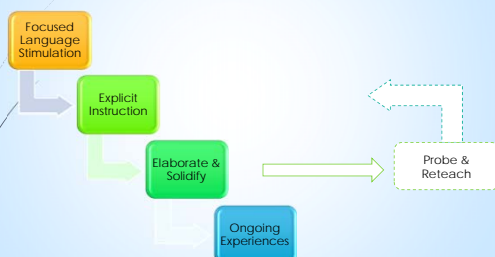 Focused
Language
Stimulation
Explicit
Instruction
Elaborate &
Solidify
Probe &
Reteach
Ongoing
Experiences